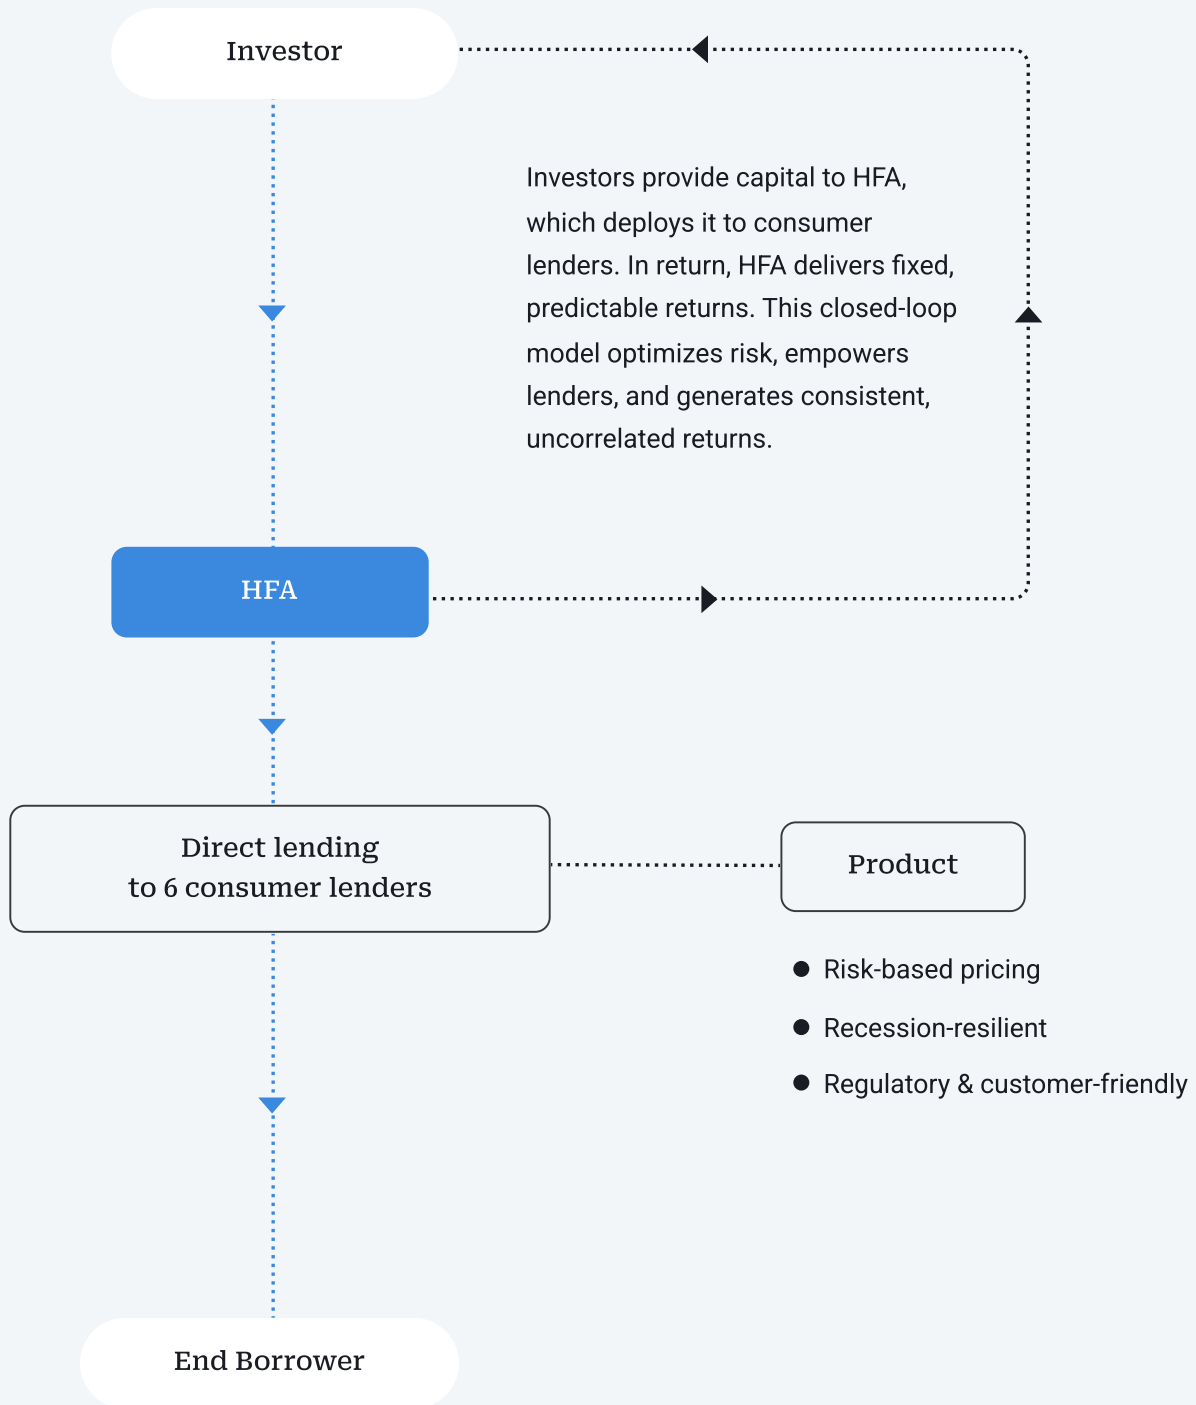 Investor
Investors provide capital to HFA,
which deploys it to consumer
lenders. In return, HFA delivers fixed,
predictable returns. This closed-loop
model optimizes risk, empowers
lenders, and generates consistent,
uncorrelated returns.
HFA
Direct lending
to 6 consumer lenders
Product
Risk-based pricing
Recession-resilient
Regulatory & customer-friendly
End Borrower